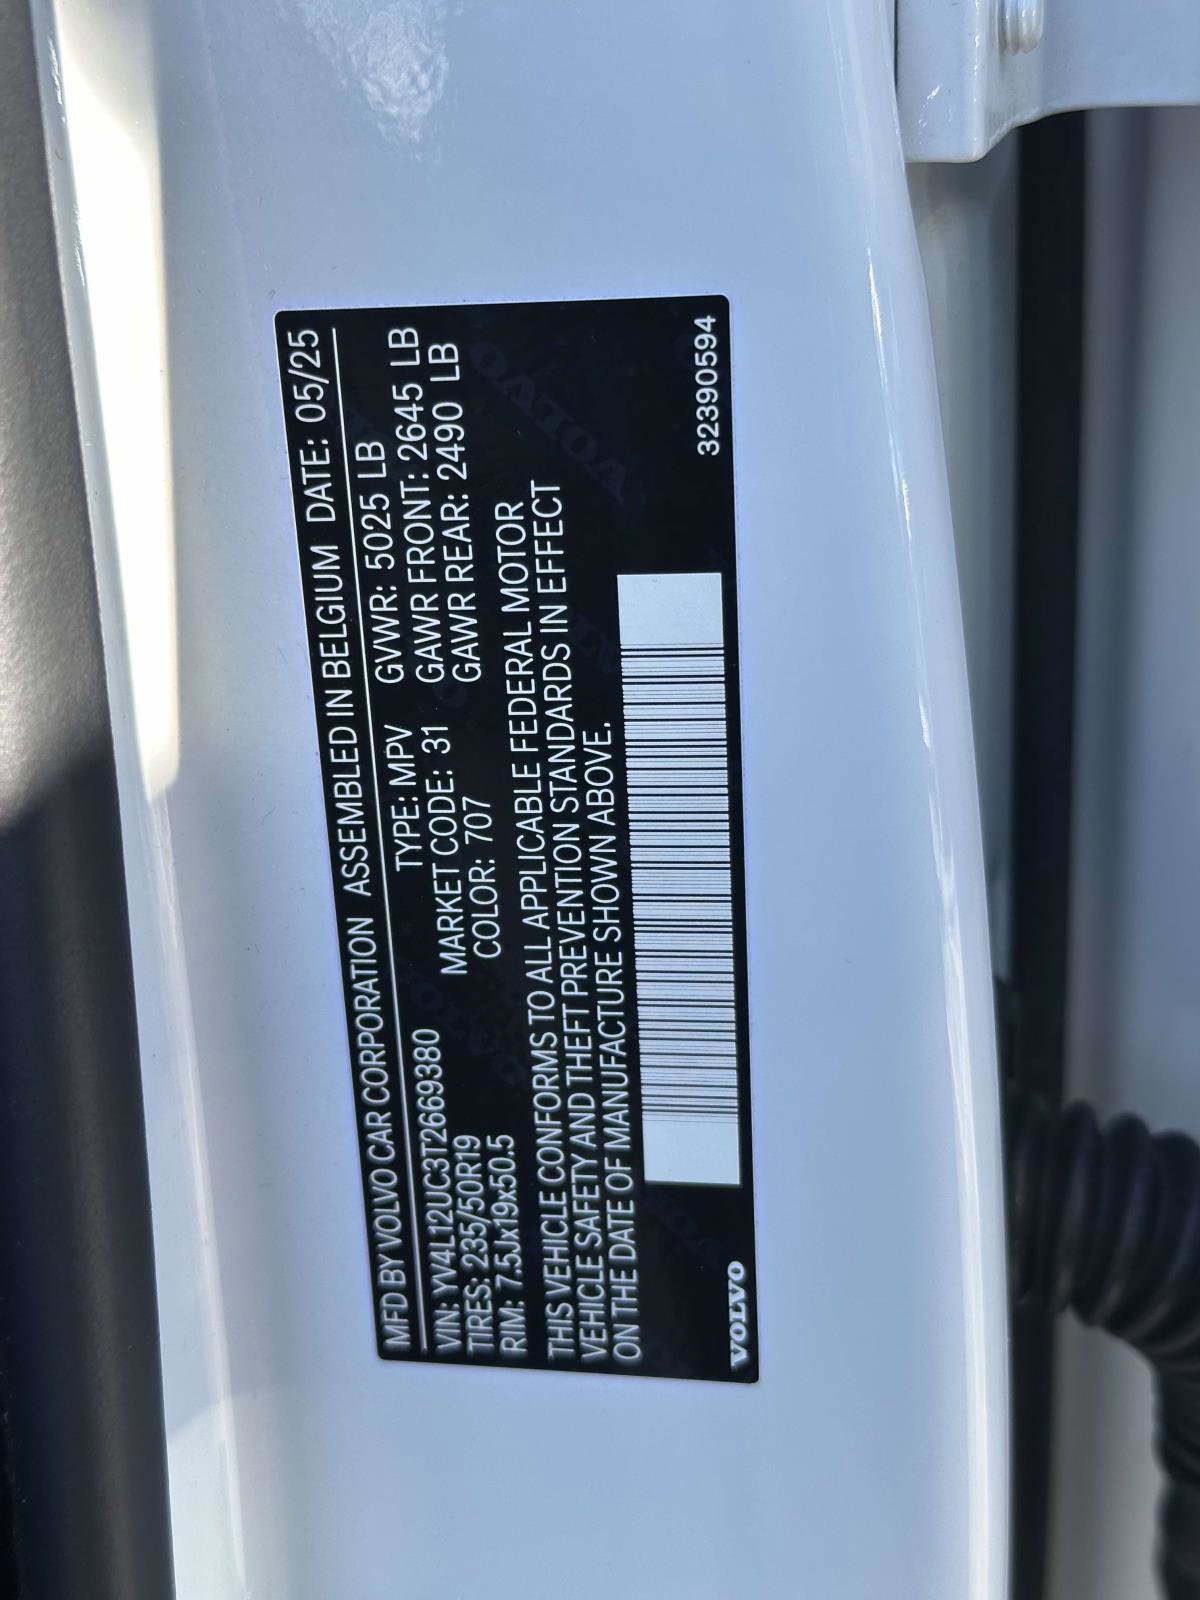 MFD BY VOLVO CAR CORPORATION ASSEMBLED IN BELGIUM DATE: 05/25
VIN: YV4L12UC3T2669380 TYPE: MPV GVWR: 5025 LB
TIRES: 235/50R19 MARKET CODE: 31 GAWR FRONT: 2645 LB
RIM: 7.5Jx19x50.5 COLOR: 707 GAWR REAR: 2490 LB
THIS VEHICLE CONFORMS TO ALL APPLICABLE FEDERAL MOTOR
VEHICLE SAFETY AND THEFT PREVENTION STANDARDS IN EFFECT
ON THE DATE OF MANUFACTURE SHOWN ABOVE.
VOLVO 32390594